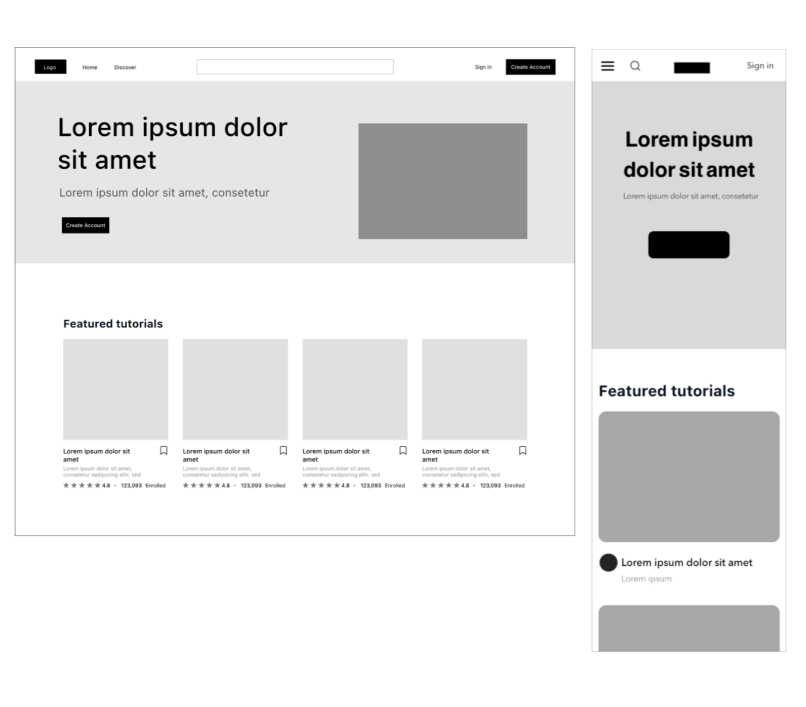 Logo Home Discover Sign in Create Account
Lorem ipsum dolor
sit amet
Lorem ipsum dolor sit amet, consetetur
Create Account
Featured tutorials
Lorem ipsum dolor sit
amet
Lorem ipsum dolor sit amet,
consetetur sadipscing elitr, sed
4.8 • 123,093 Enrolled
Lorem ipsum dolor sit
amet
Lorem ipsum dolor sit amet,
consetetur sadipscing elitr, sed
4.8 • 123,093 Enrolled
Lorem ipsum dolor sit
amet
Lorem ipsum dolor sit amet,
consetetur sadipscing elitr, sed
4.8 • 123,093 Enrolled
Lorem ipsum dolor sit
amet
Lorem ipsum dolor sit amet,
consetetur sadipscing elitr, sed
4.8 • 123,093 Enrolled
Sign in
Lorem ipsum
dolor sit amet
Lorem ipsum dolor sit amet, consetetur
Featured tutorials
Lorem ipsum dolor sit amet
Lorem ipsum